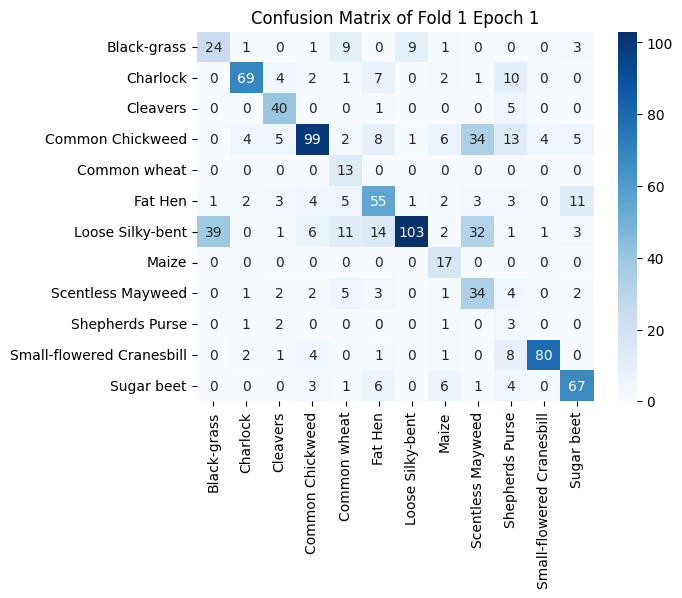 Confusion Matrix of Fold 1 Epoch 1
Black-grass 24 1 0 1 9 0 9 1 0 0 0 3
Charlock 0 69 4 2 1 7 0 2 1 10 0 0
Cleavers 0 0 40 0 0 1 0 0 0 5 0 0
Common Chickweed 0 4 5 99 2 8 1 6 34 13 4 5
Common wheat 0 0 0 0 13 0 0 0 0 0 0 0
Fat Hen 1 2 3 4 5 55 1 2 3 3 0 11
Loose Silky-bent 39 0 1 6 11 14 103 2 32 1 1 3
Maize 0 0 0 0 0 0 0 17 0 0 0 0
Scentless Mayweed 0 1 2 2 5 3 0 1 34 4 0 2
Shepherds Purse 0 1 2 0 0 0 0 1 0 3 0 0
Small-flowered Cranesbill 0 2 1 4 0 1 0 1 0 8 80 0
Sugar beet 0 0 0 3 1 6 0 6 1 4 0 67
Black-grass
Charlock
Cleavers
Common Chickweed
Common wheat
Fat Hen
Loose Silky-bent
Maize
Scentless Mayweed
Shepherds Purse
Small-flowered Cranesbill
Sugar beet
100
80
60
40
20
0